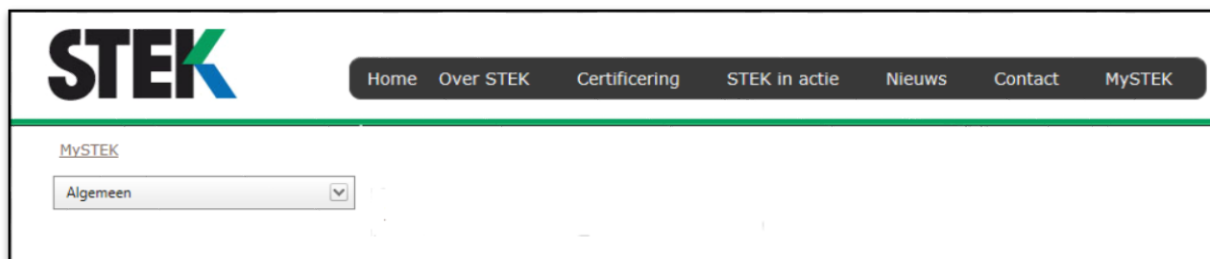 STEK
Home Over STEK Certificering STEK in actie Nieuws Contact MySTEK
MySTEK
Algemeen